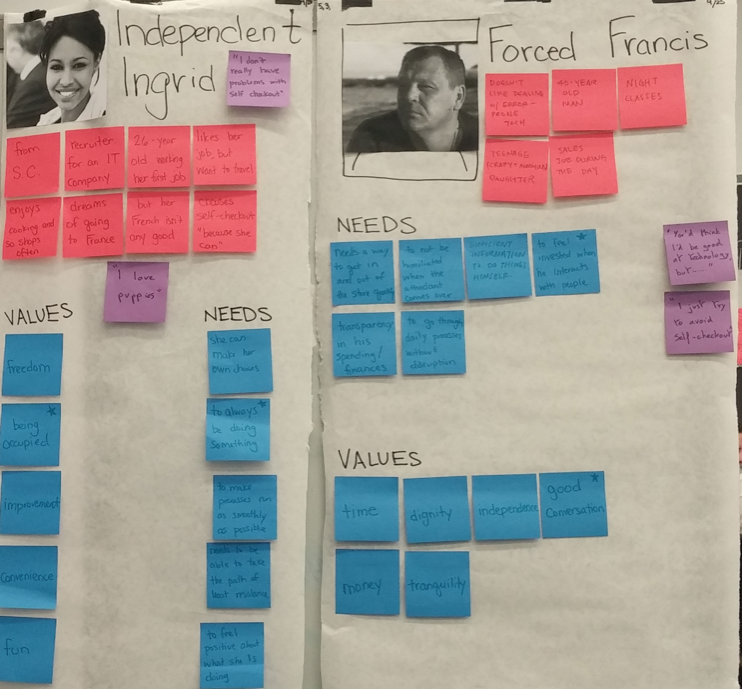 Independent
Ingrid
"I don't
really have
problems with
self checkout"
from
S.C.
recruiter
for an IT
company
26-year
old working
her first job
likes her
job, but
want to travel
enjoys
cooking and
so shops
often
dreams
of going
to France
but her
French isn't
any good
chooses
self-checkout
"because she
can"
"I love
puppies"
VALUES
freedom
being
occupied
improvement
convenience
fun
NEEDS
she can
make her
own choices
to always
be doing
something
to make
processes run
as smoothly
as possible
needs to be
able to take
the path of
least resistance
to feel
positive about
what she is
doing
5,3
Forced Francis
DOESN'T
LIKE DEALING
W/ ERROR-
PRONE
TECH
40-YEAR
OLD
MAN
NIGHT
CLASSES
TEENAGE
DAUGHTER
SALES
JOB DURING
THE DAY
NEEDS
needs a way
to get in
and out of
the store
to not be
humiliated
when the
attendant
comes over
INFORMATION
TO DO THINGS
HIMSELF
to feel
invested when
he interacts
with people
transparency
in his
spending/
finances
to go through
daily processes
without
disruption
"You'd think
I'd be good
at technology,
but...."
"I just try
to avoid
self-checkout"
VALUES
time
dignity
independence
good
conversation
money
tranquility